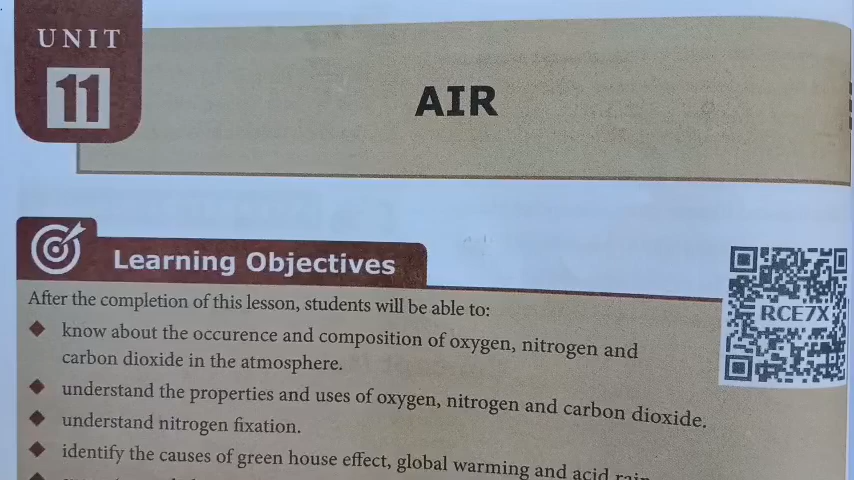 UNIT
11
AIR
Learning Objectives
RCE7X
After the completion of this lesson, students will be able to:
know about the occurence and composition of oxygen, nitrogen and
carbon dioxide in the atmosphere.
understand the properties and uses of oxygen, nitrogen and carbon dioxide.
understand nitrogen fixation.
identify the causes of green house effect, global warming and acid rain